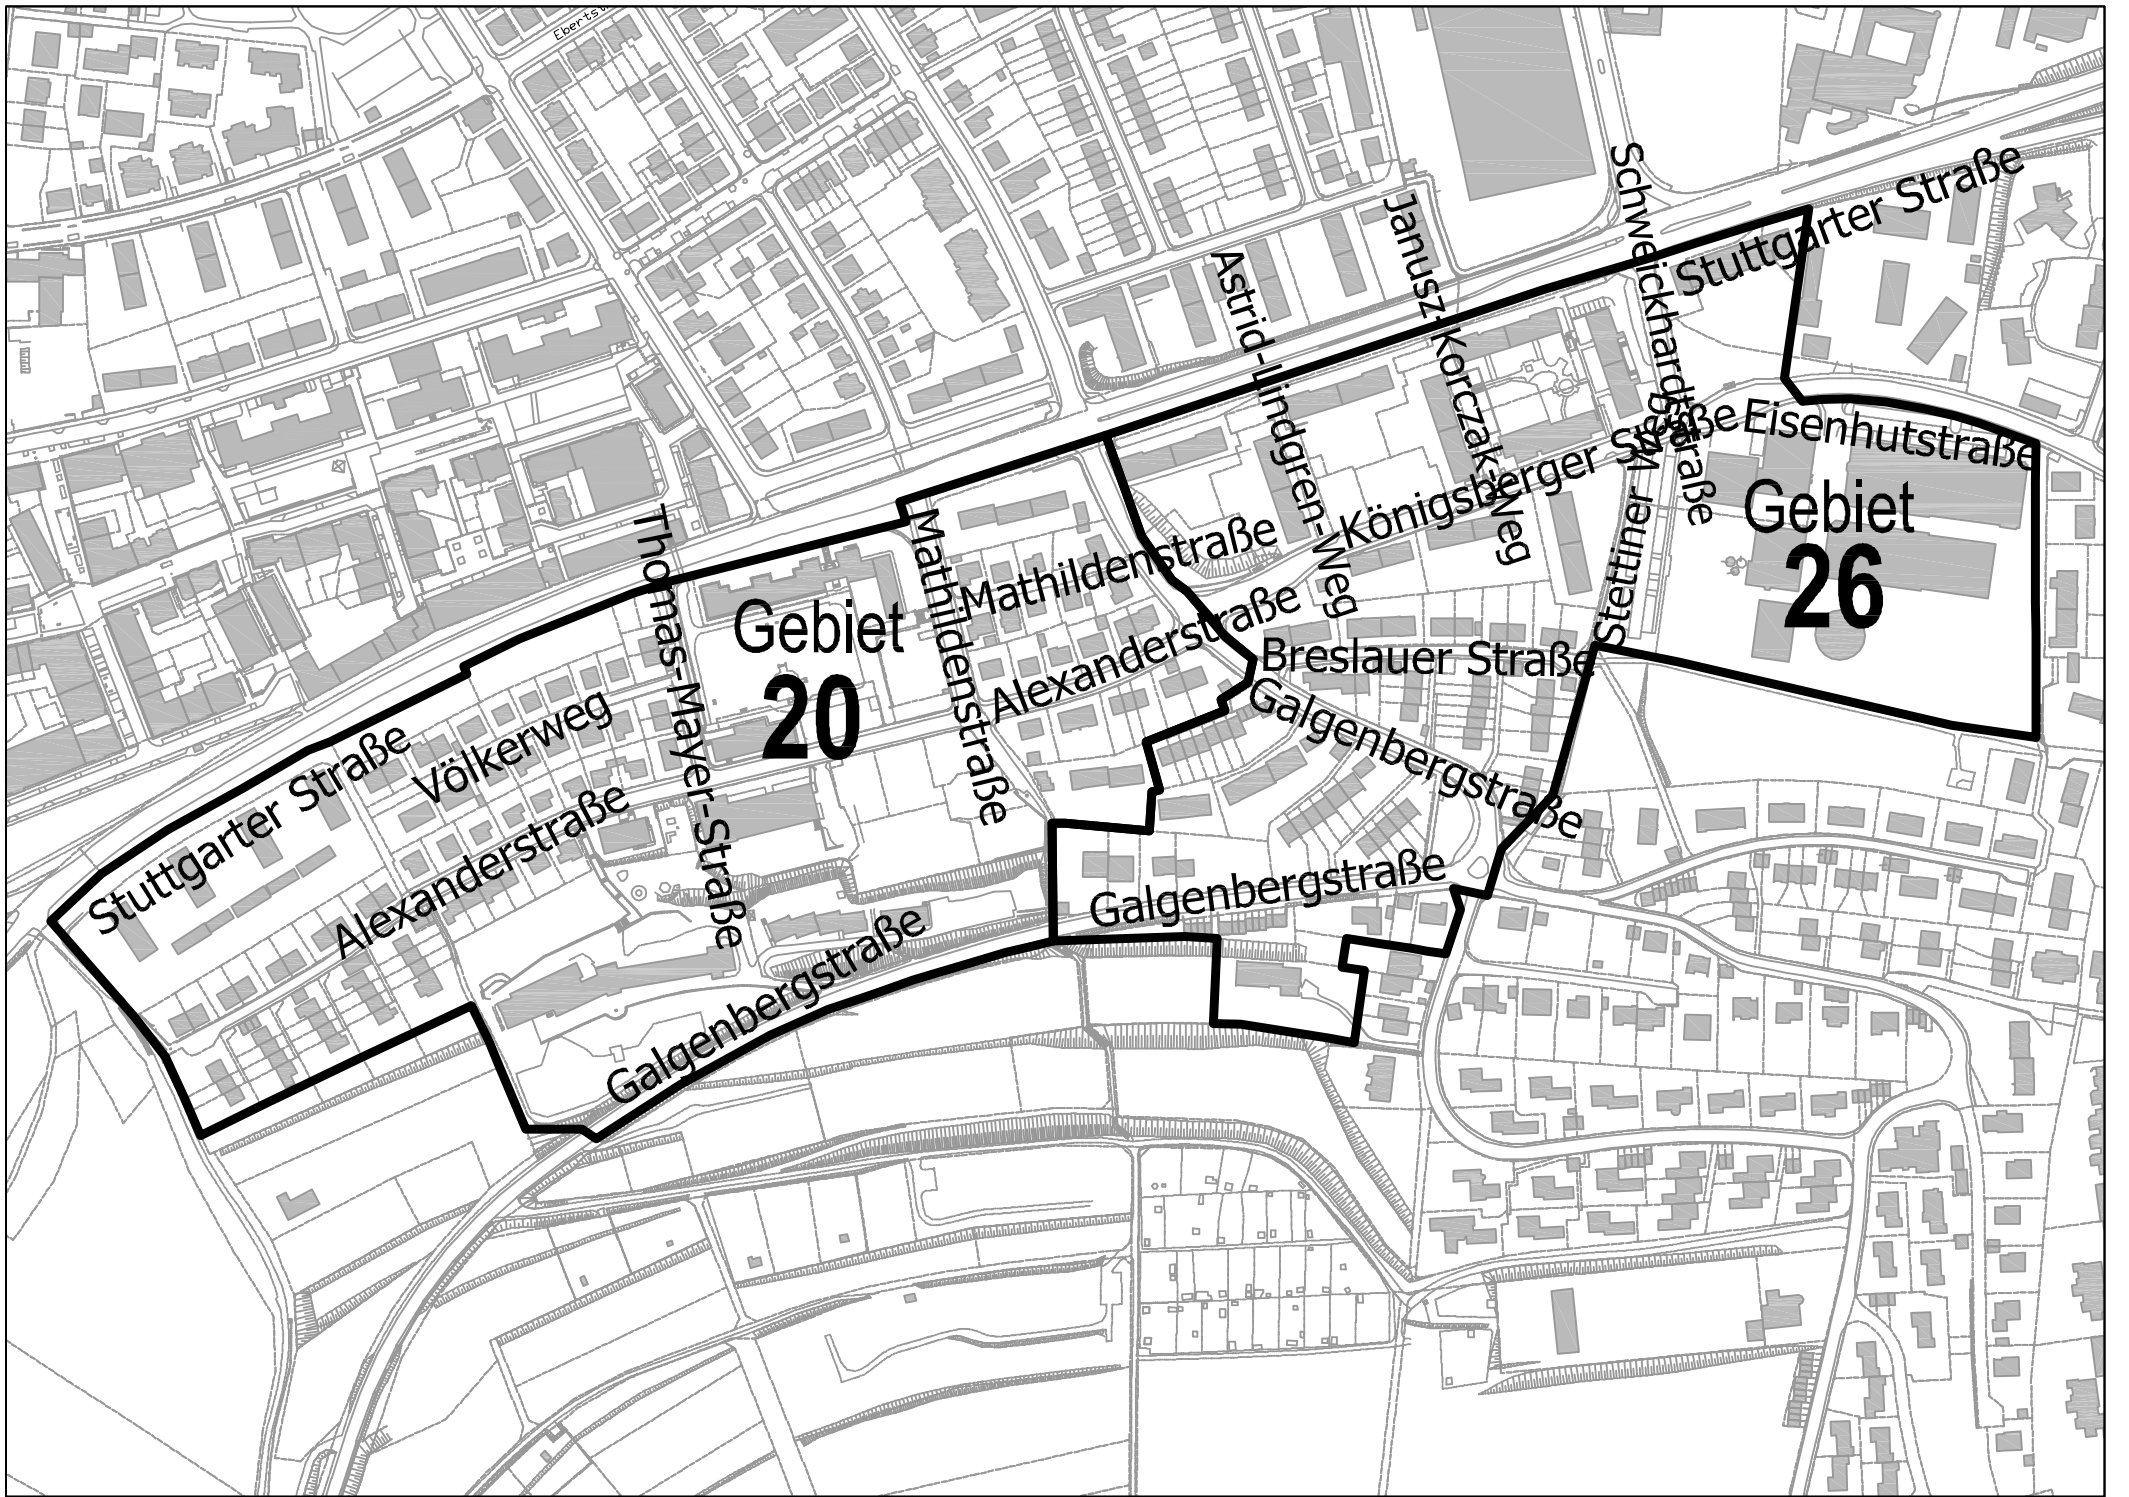 Schweickhardtstraße
Stuttgarter Straße
Janusz-Korczak-Weg
Astrid-Lindgren-Weg
Königsberger Straße
Eisenhutstraße
Stettiner Weg
Gebiet
26
Thomas-Mayer-Straße
Mathildenstraße
Mathildenstraße
Gebiet
20
Alexanderstraße
Breslauer Straße
Galgenbergstraße
Völkerweg
Stuttgarter Straße
Alexanderstraße
Galgenbergstraße
Galgenbergstraße